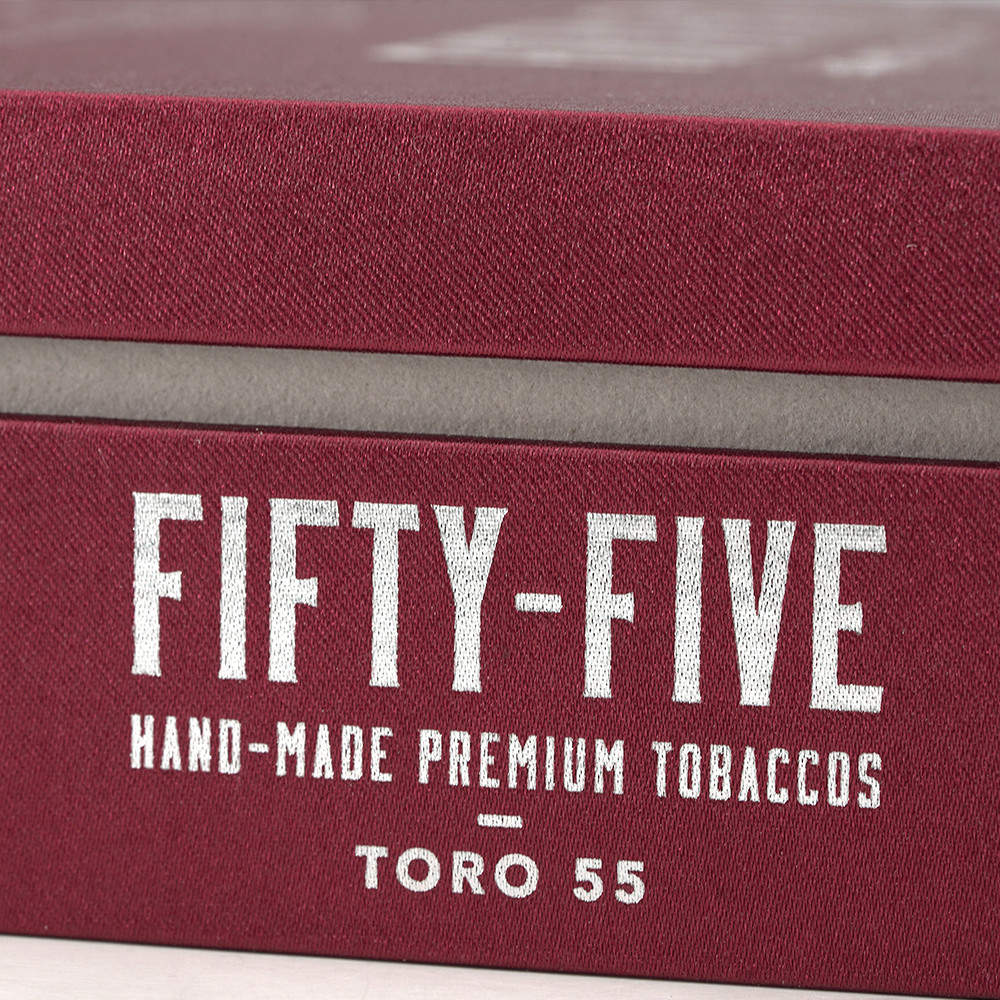 FIFTY-FIVE
HAND-MADE PREMIUM TOBACCOS
TORO 55